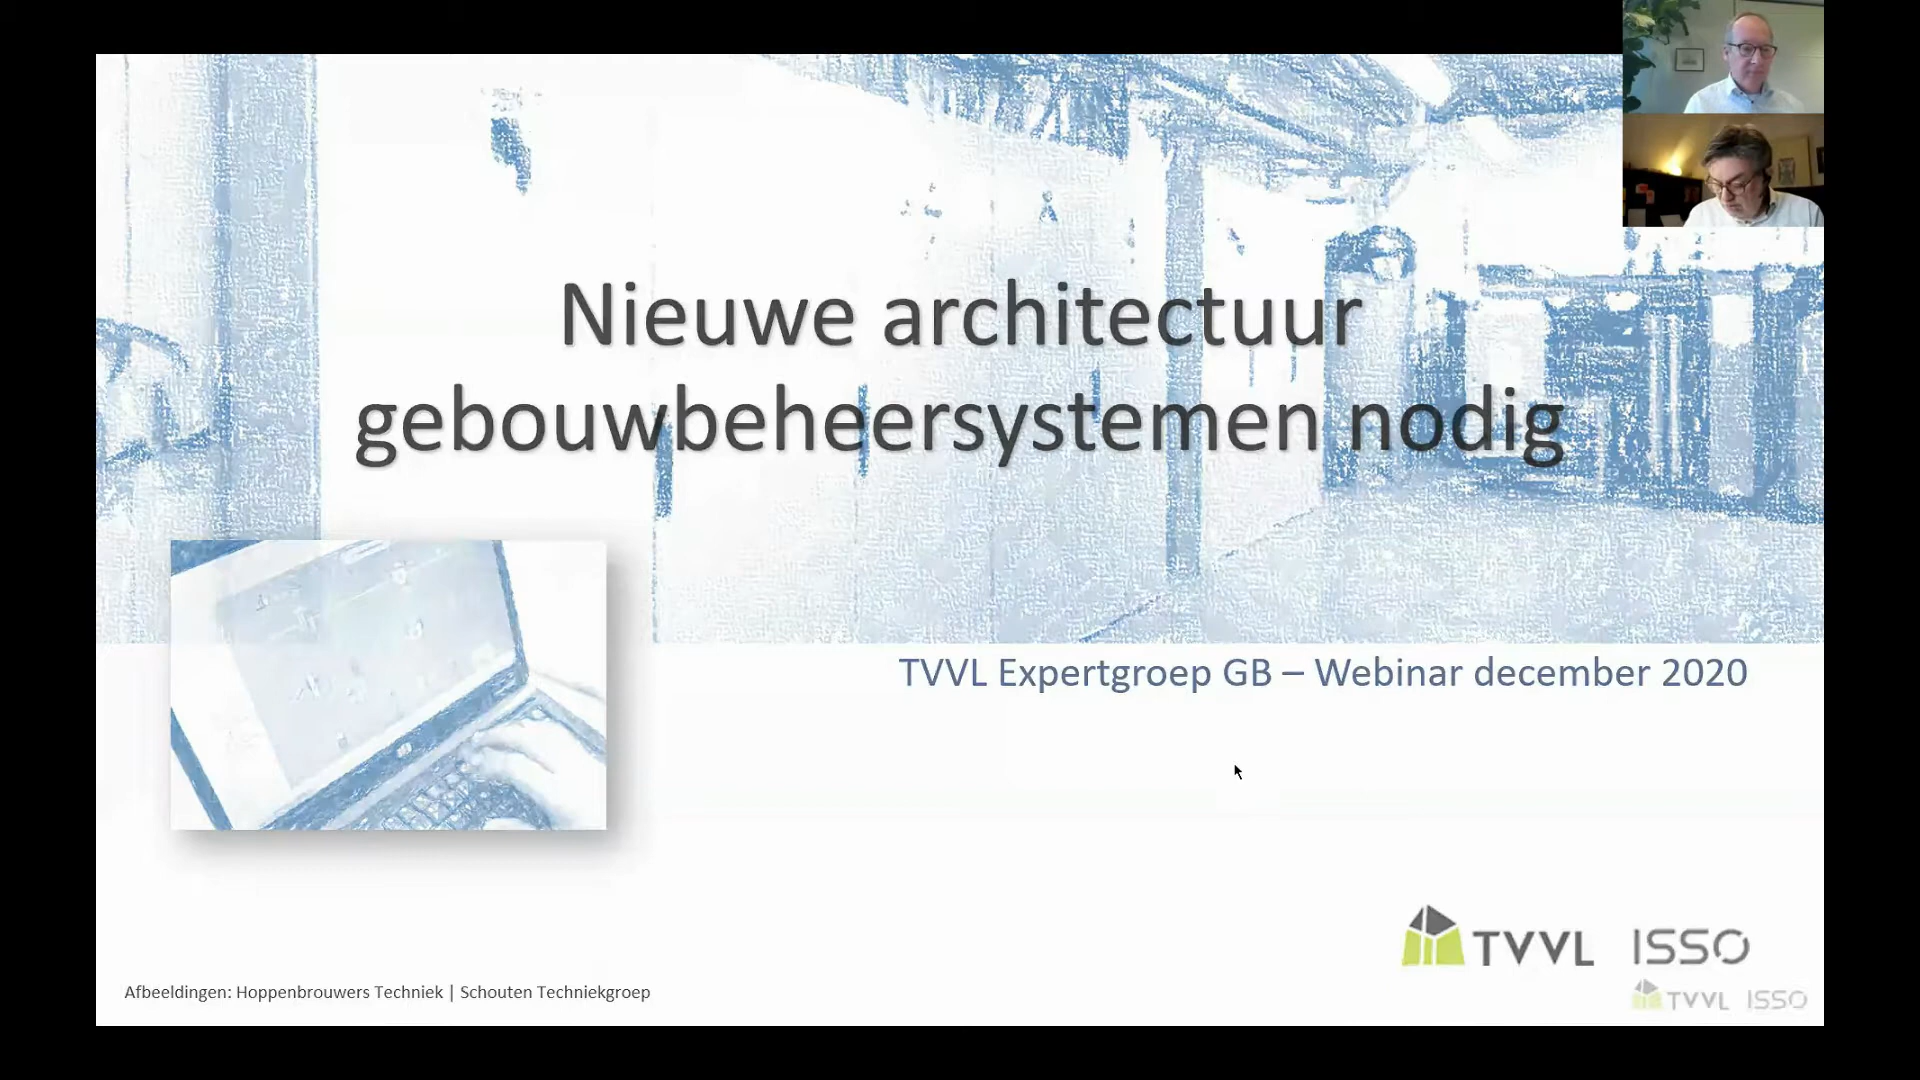 Nieuwe architectuur
gebouwbeheersystemen nodig
TVVL Expertgroep GB – Webinar december 2020
TVVL ISSO
TVVL ISSO
Afbeeldingen: Hoppenbrouwers Techniek | Schouten Techniekgroep